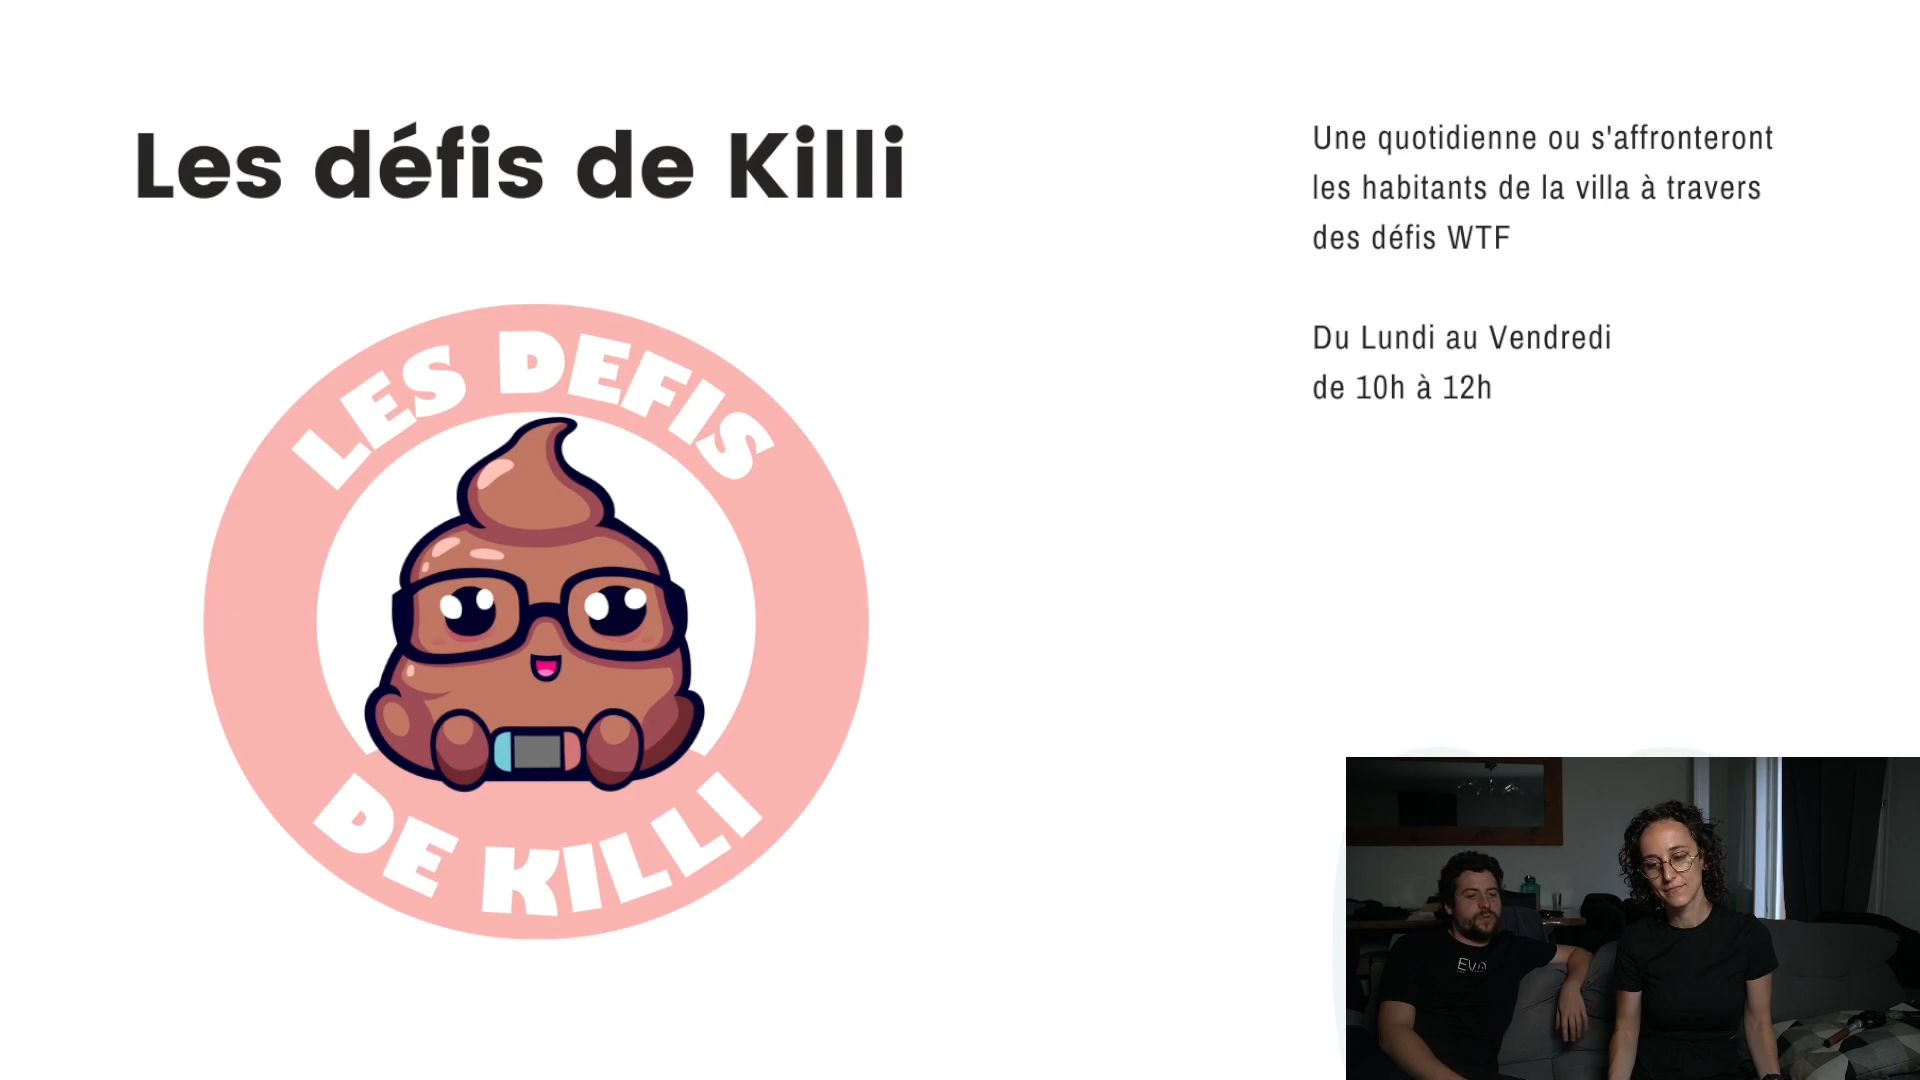 Les défis de Killi
Une quotidienne ou s'affronteront
les habitants de la villa à travers
des défis WTF
Du Lundi au Vendredi
de 10h à 12h
LES DEFIS
DE KILLI
EVA